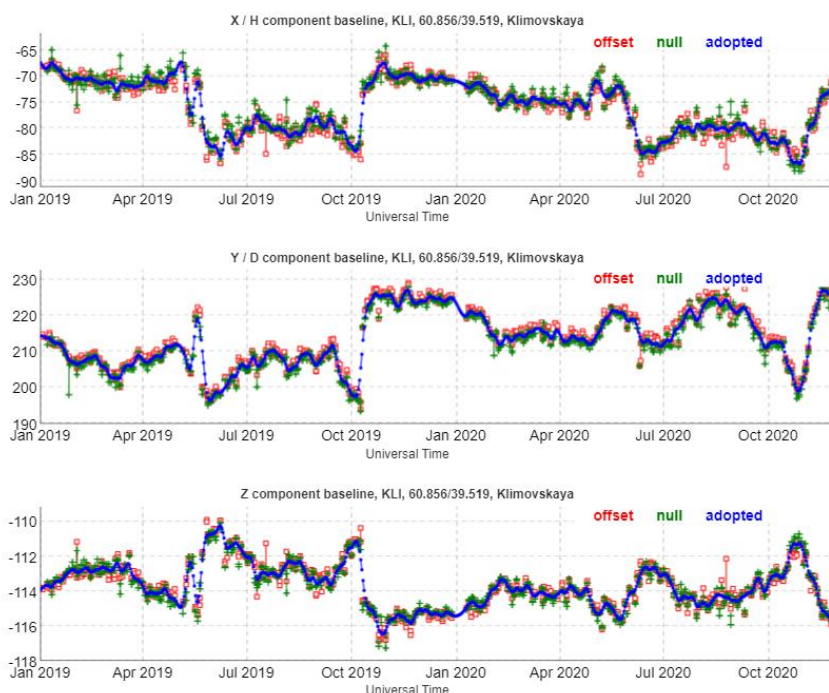 X / H component baseline, KLI, 60.856/39.519, Klimovskaya
offset null adopted
-65
-70
-75
-80
-85
-90
Jan 2019 Apr 2019 Jul 2019 Oct 2019 Jan 2020 Apr 2020 Jul 2020 Oct 2020
Universal Time
Y / D component baseline, KLI, 60.856/39.519, Klimovskaya
offset null adopted
230
220
210
200
190
Jan 2019 Apr 2019 Jul 2019 Oct 2019 Jan 2020 Apr 2020 Jul 2020 Oct 2020
Universal Time
Z component baseline, KLI, 60.856/39.519, Klimovskaya
offset null adopted
-110
-112
-114
-116
-118
Jan 2019 Apr 2019 Jul 2019 Oct 2019 Jan 2020 Apr 2020 Jul 2020 Oct 2020
Universal Time